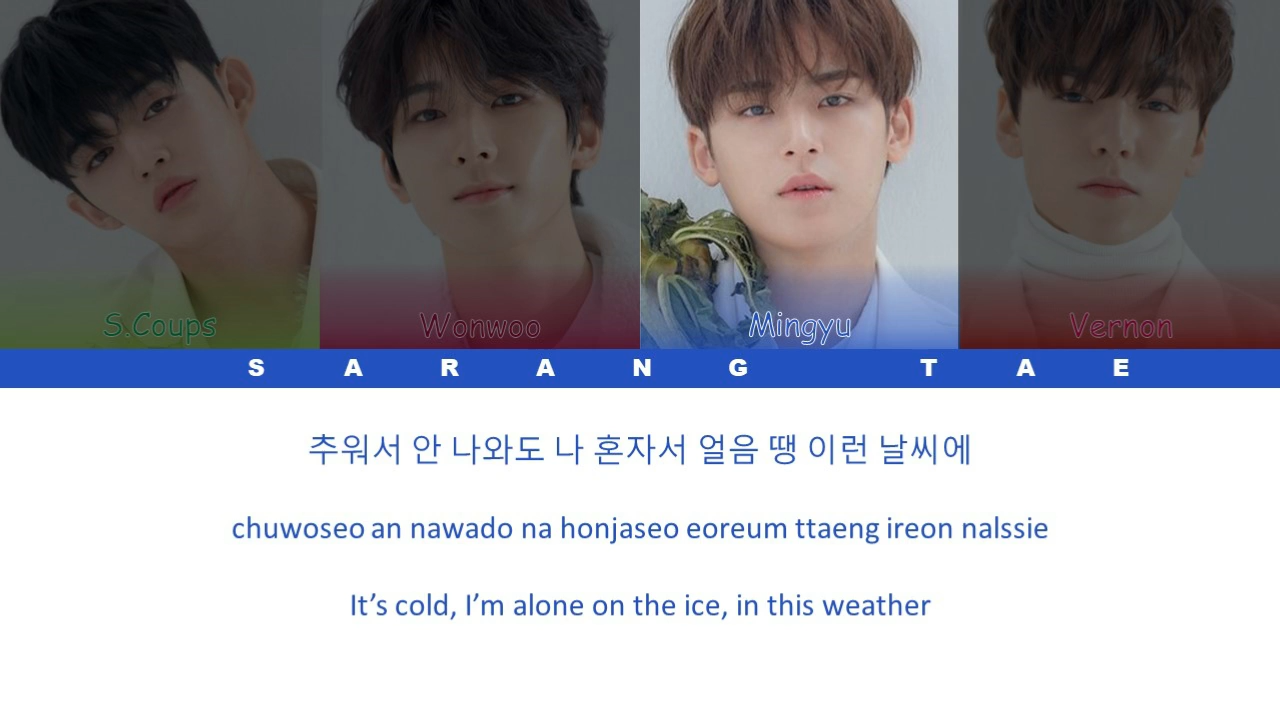 S.Coups Wonwoo Mingyu Vernon
SARANG TAE
추워서 안 나와도 나 혼자서 얼음 땡 이런 날씨에
chuwoseo an nawado na honjaseo eoreum ttaeng ireon nalssie
It's cold, I'm alone on the ice, in this weather